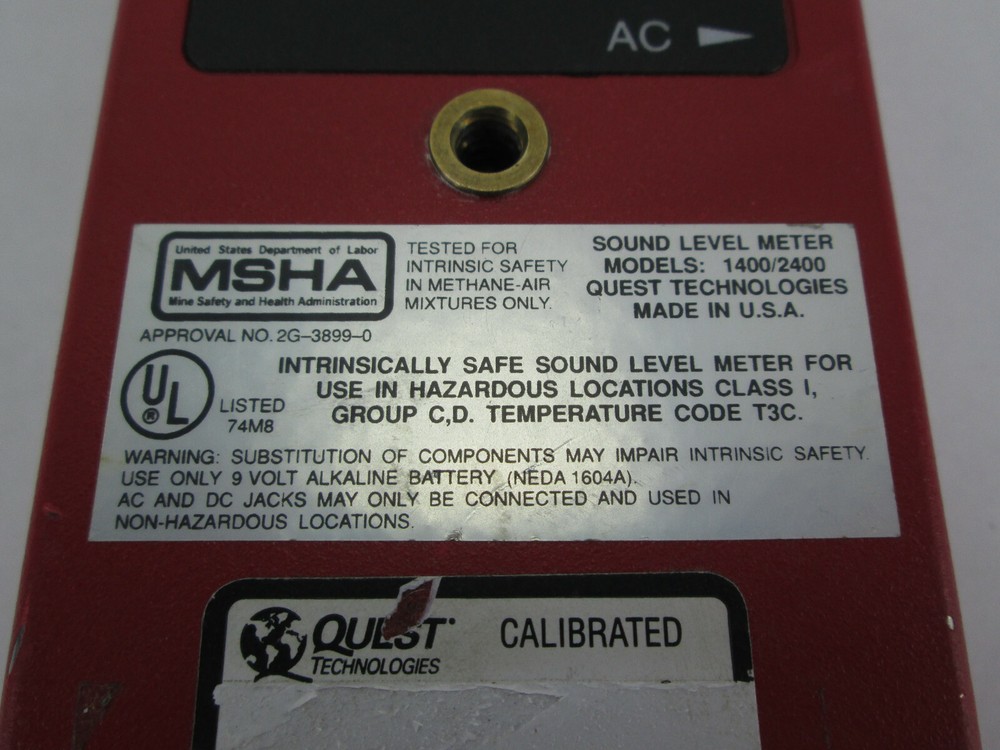 AC
United States Department of Labor
MSHA
Mine Safety and Health Administration
TESTED FOR
INTRINSIC SAFETY
IN METHANE-AIR
MIXTURES ONLY.
SOUND LEVEL METER
MODELS: 1400/2400
QUEST TECHNOLOGIES
MADE IN U.S.A.
APPROVAL NO. 2G-3899-0
UL
®
LISTED
74M8
INTRINSICALLY SAFE SOUND LEVEL METER FOR
USE IN HAZARDOUS LOCATIONS CLASS I,
GROUP C,D. TEMPERATURE CODE T3C.
WARNING: SUBSTITUTION OF COMPONENTS MAY IMPAIR INTRINSIC SAFETY.
USE ONLY 9 VOLT ALKALINE BATTERY (NEDA 1604A).
AC AND DC JACKS MAY ONLY BE CONNECTED AND USED IN
NON-HAZARDOUS LOCATIONS.
QUEST
TECHNOLOGIES
CALIBRATED